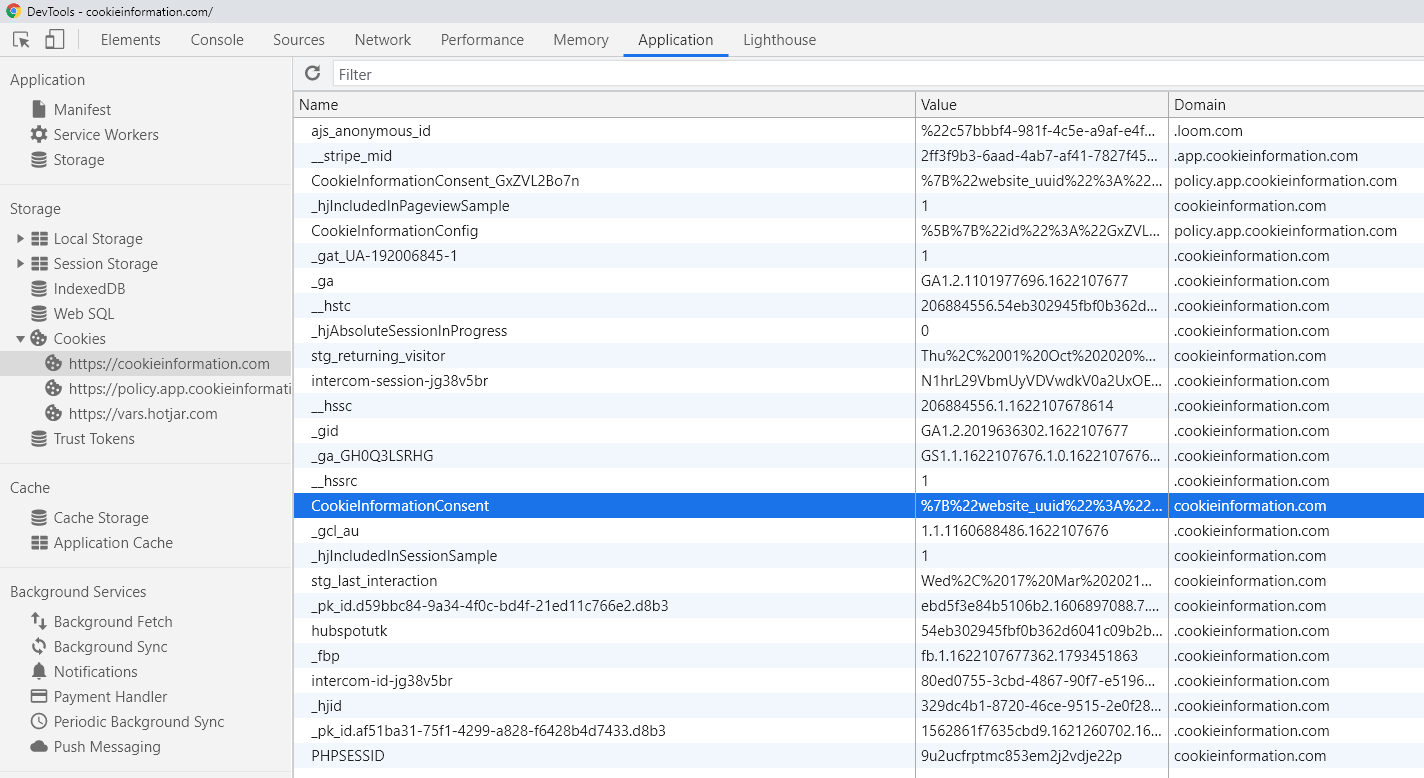 DevTools - cookieinformation.com/
Elements Console Sources Network Performance Memory Application Lighthouse
Application
Manifest
Service Workers
Storage
Storage
Local Storage
Session Storage
IndexedDB
Web SQL
Cookies
https://cookieinformation.com
https://policy.app.cookieinformati
https://vars.hotjar.com
Trust Tokens
Cache
Cache Storage
Application Cache
Background Services
Background Fetch
Background Sync
Notifications
Payment Handler
Periodic Background Sync
Push Messaging
Filter
Name Value Domain
ajs_anonymous_id %22c57bbbf4-981f-4c5e-a9af-e4f... .loom.com
__stripe_mid 2ff3f9b3-6aad-4ab7-af41-7827f45... .app.cookieinformation.com
CookieInformationConsent_GxZVL2Bo7n %7B%22website_uuid%22%3A%22... policy.app.cookieinformation.com
_hjIncludedInPageviewSample 1 cookieinformation.com
CookieInformationConfig %5B%7B%22id%22%3A%22GxZVL... policy.app.cookieinformation.com
_gat_UA-192006845-1 1 .cookieinformation.com
_ga GA1.2.1101977696.1622107677 .cookieinformation.com
__hstc 206884556.54eb302945fbf0b362d... .cookieinformation.com
_hjAbsoluteSessionInProgress 0 .cookieinformation.com
stg_returning_visitor Thu%2C%2001%20Oct%202020%... .cookieinformation.com
intercom-session-jg38v5br N1hrL29VbmUyVDVwdkV0a2UxOE... .cookieinformation.com
__hssc 206884556.1.1622107678614 .cookieinformation.com
_gid GA1.2.2019636302.1622107677 .cookieinformation.com
_ga_GH0Q3LSRHG GS1.1.1622107676.1.0.1622107676... .cookieinformation.com
__hssrc 1 .cookieinformation.com
CookieInformationConsent %7B%22website_uuid%22%3A%22... cookieinformation.com
_gcl_au 1.1.1160688486.1622107676 .cookieinformation.com
_hjIncludedInSessionSample 1 cookieinformation.com
stg_last_interaction Wed%2C%2017%20Mar%202021... cookieinformation.com
_pk_id.d59bbc84-9a34-4f0c-bd4f-21ed11c766e2.d8b3 ebd5f3e84b5106b2.1606897088.7.... cookieinformation.com
hubspotutk 54eb302945fbf0b362d6041c09b2b... .cookieinformation.com
_fbp fb.1.1622107677362.1793451863 .cookieinformation.com
intercom-id-jg38v5br 80ed0755-3cbd-4867-90f7-e5196... .cookieinformation.com
_hjid 329dc4b1-8720-46ce-9515-2e0f28... .cookieinformation.com
_pk_id.af51ba31-75f1-4299-a828-f6428b4d7433.d8b3 1562861f7635cbd9.1621260702.16... cookieinformation.com
PHPSESSID 9u2ucfrptmc853em2j2vdje22p cookieinformation.com